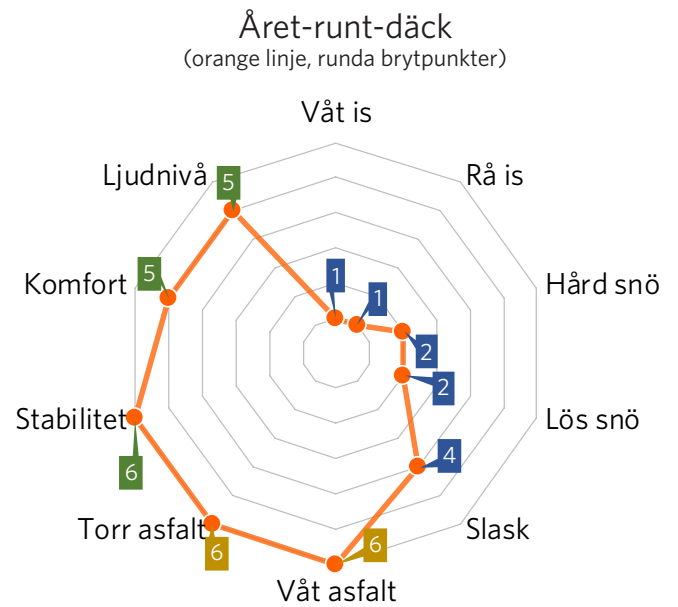 Året-runt-däck
(orange linje, runda brytpunkter)
Våt is
Ljudnivå
Rå is
5
1
1
5
Komfort
Hård snö
2
2
Stabilitet
Lös snö
4
6
Torr asfalt
Slask
6
6
Våt asfalt